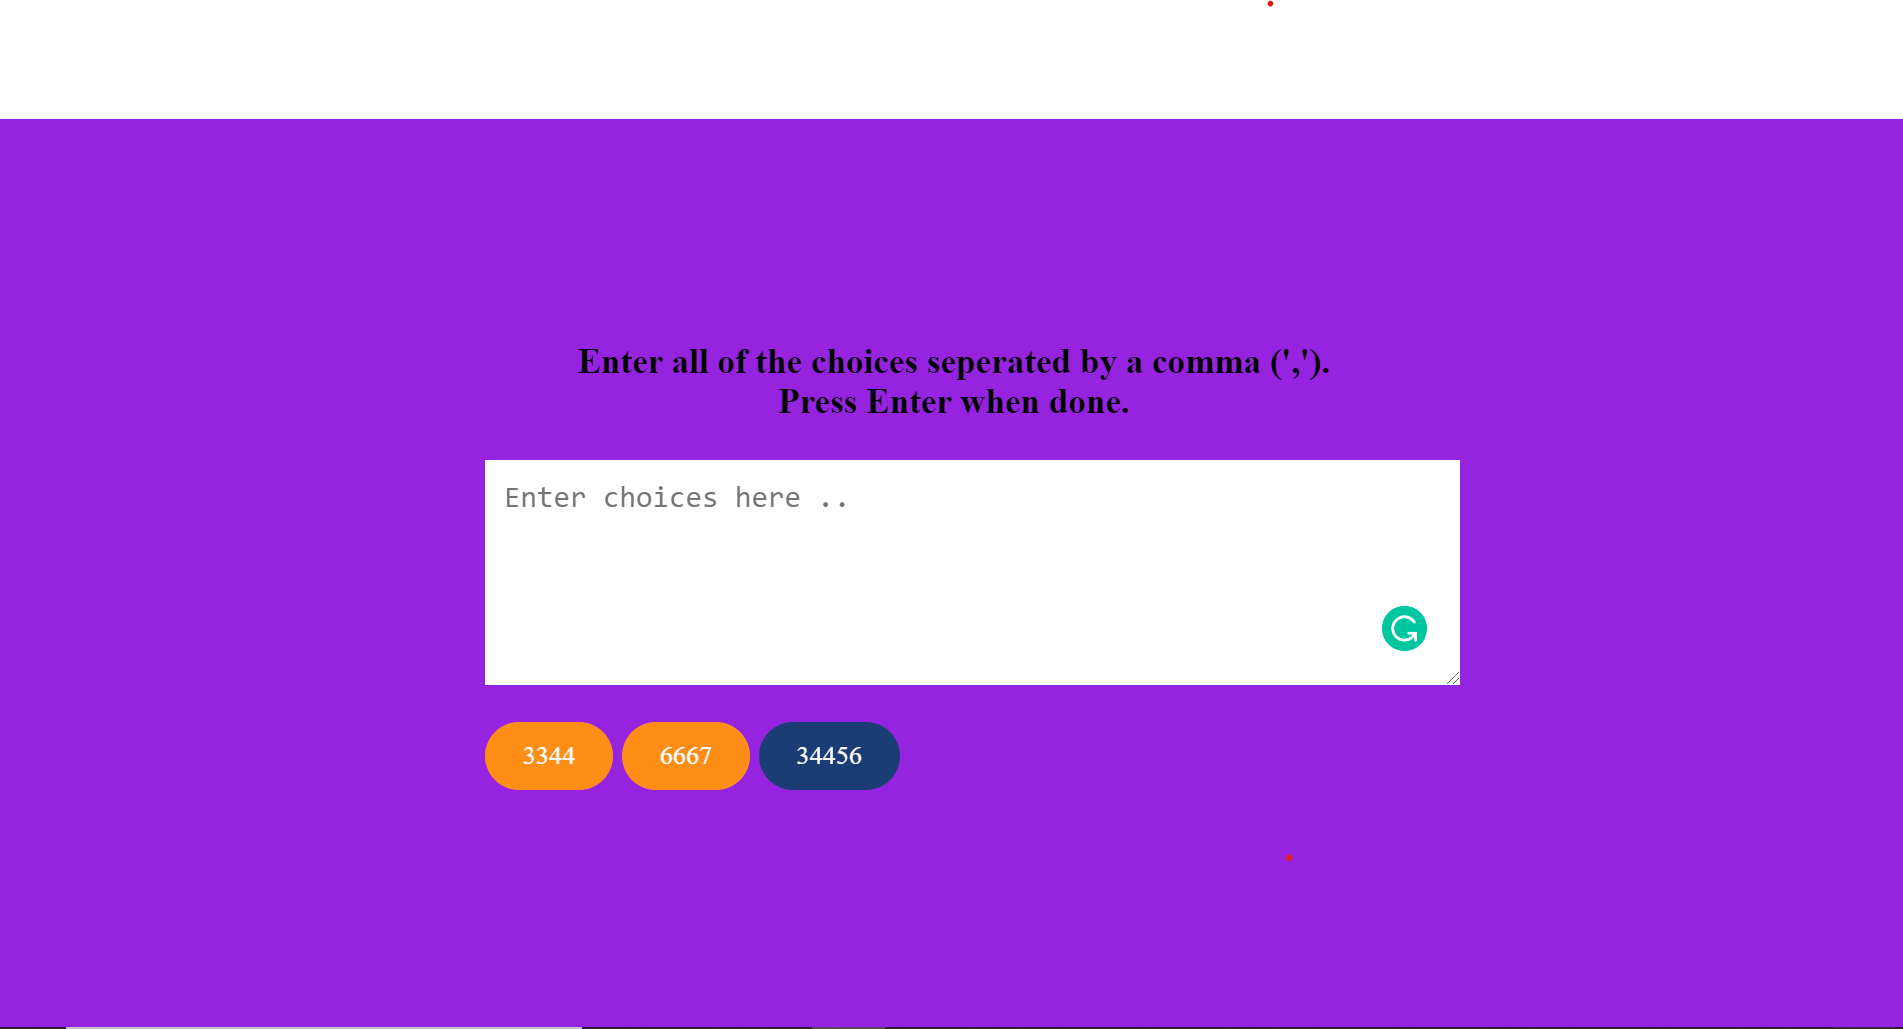 Enter all of the choices seperated by a comma (',').
Press Enter when done.
Enter choices here ..
3344 6667 34456